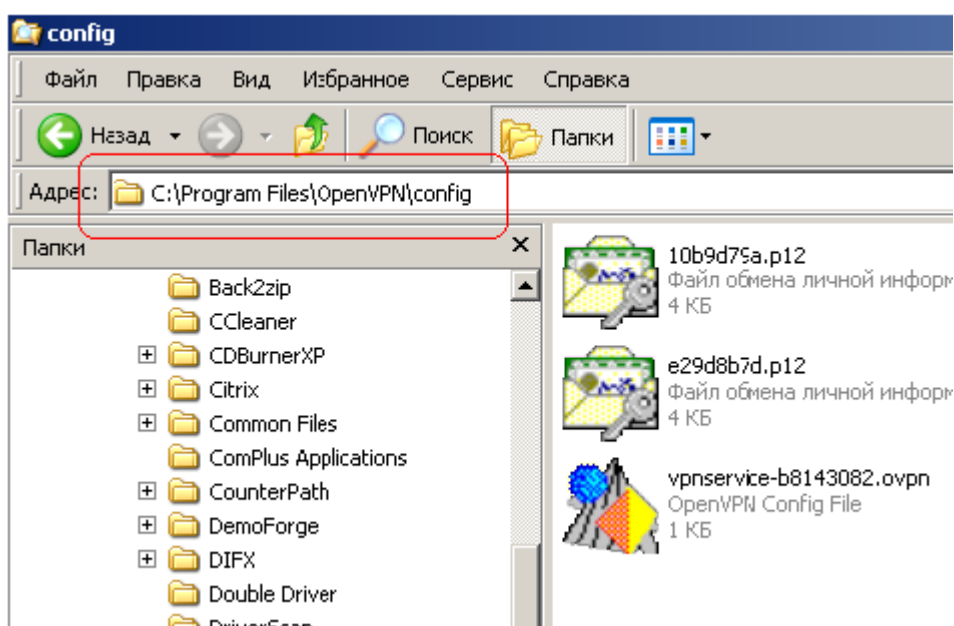 config
Файл Правка Вид Избранное Сервис Справка
Назад Поиск Папки
Адрес: C:\Program Files\OpenVPN\config
Папки
Back2zip
CCleaner
CDBurnerXP
Citrix
Common Files
ComPlus Applications
CounterPath
DemoForge
DIFX
Double Driver
10b9d75a.p12
Файл обмена личной информ
4 КБ
e29d8b7d.p12
Файл обмена личной информ
4 КБ
vpnservice-b8143082.ovpn
OpenVPN Config File
1 КБ